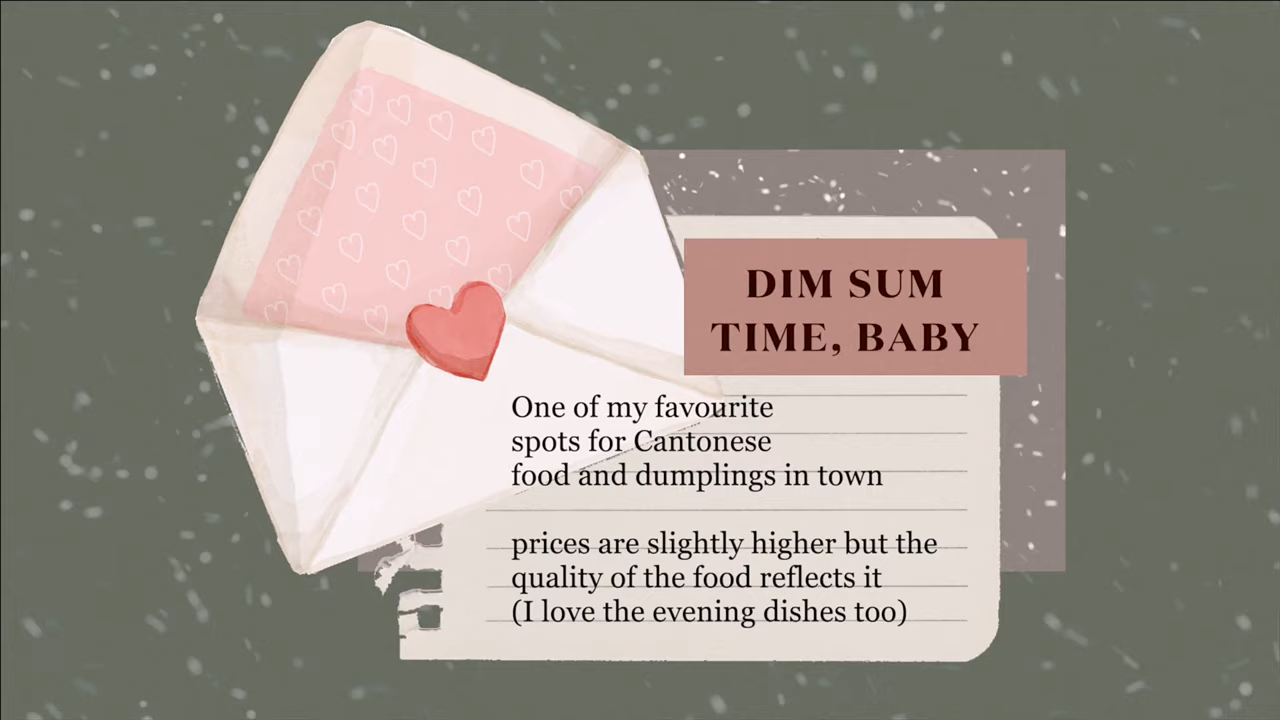 DIM SUM
TIME, BABY
One of my favourite
spots for Cantonese
food and dumplings in town
prices are slightly higher but the
quality of the food reflects it
(I love the evening dishes too)